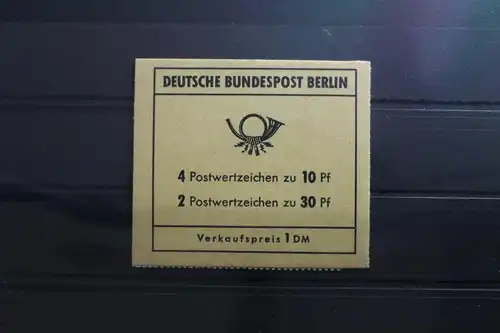 DEUTSCHE BUNDESPOST BERLIN
4 Postwertzeichen zu 10 Pf
2 Postwertzeichen zu 30 Pf
Verkaufspreis 1 DM